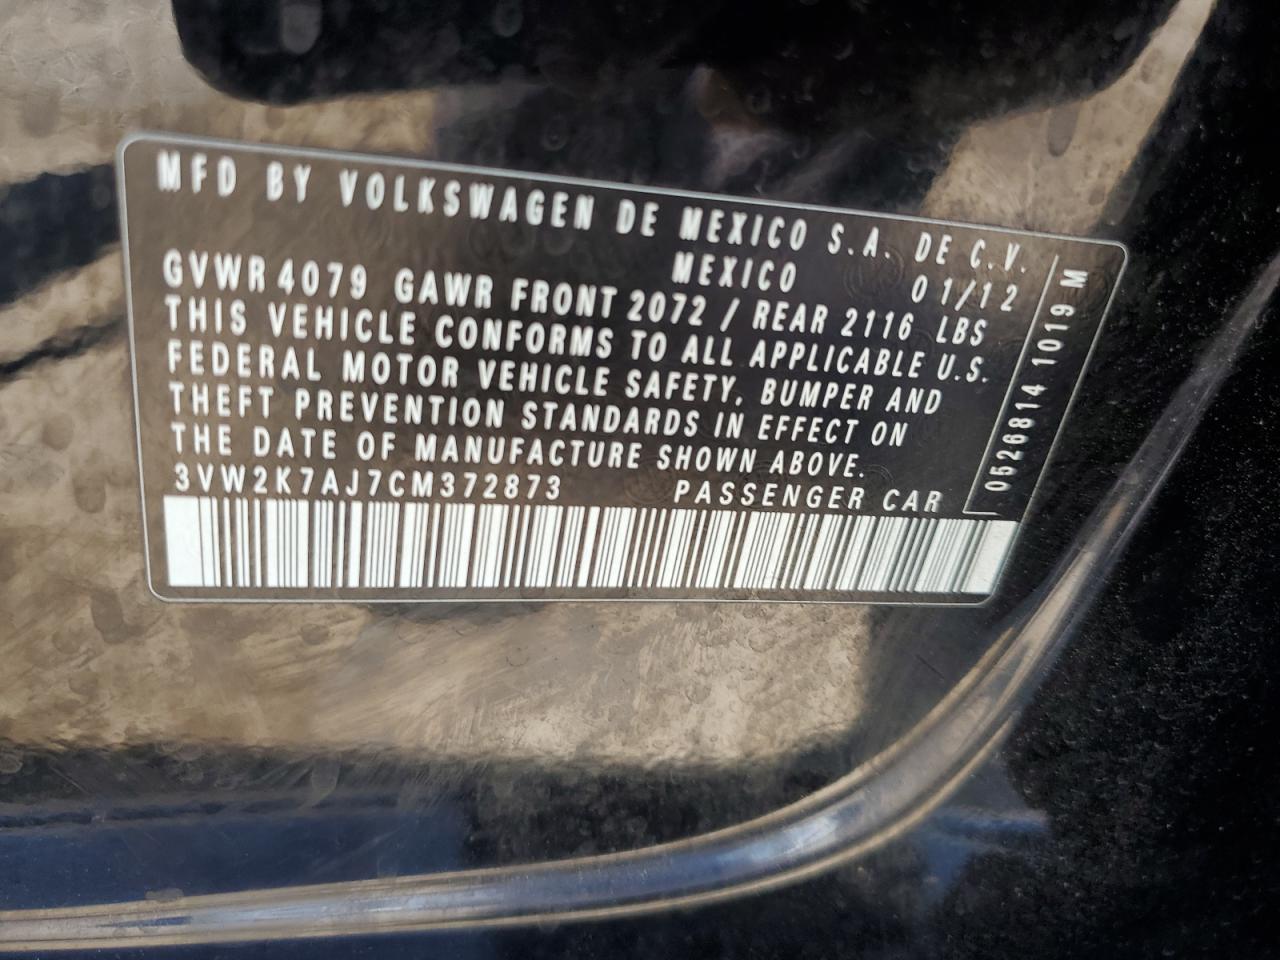 MFD BY VOLKSWAGEN DE MEXICO S.A. DE C.V.
MEXICO 01/12
GVWR 4079 GAWR FRONT 2072 / REAR 2116 LBS
THIS VEHICLE CONFORMS TO ALL APPLICABLE U.S.
FEDERAL MOTOR VEHICLE SAFETY, BUMPER AND
THEFT PREVENTION STANDARDS IN EFFECT ON
THE DATE OF MANUFACTURE SHOWN ABOVE.
3VW2K7AJ7CM372873 PASSENGER CAR
0526814 1019 M